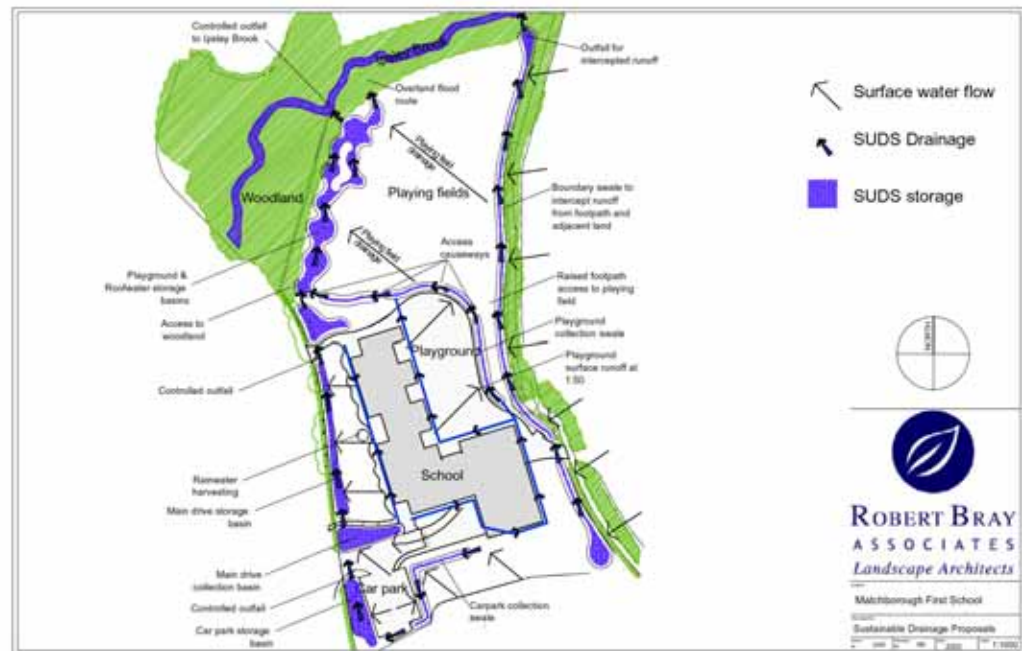 Controlled outfall
to Ipsley Brook
Brook
Outfall for
intercepted runoff
Overland flood
route
Playing field
drainage
Woodland
Playing fields
Boundary swale to
intercept runoff
from footpath and
adjacent land
Playing field
drainage
Access
causeways
Playground &
Roofwater storage
basins
Raised footpath
access to playing
field
Access to
woodland
Playground
collection swale
Playground
Playground
surface runoff at
1:50
Controlled outfall
Rainwater
harvesting
School
Main drive storage
basin
Main drive
collection basin
Car park
Controlled outfall
Carpark collection
swale
Car park storage
basin
Surface water flow
SUDS Drainage
SUDS storage
ROBERT BRAY
ASSOCIATES
Landscape Architects
Matchborough First School
Sustainable Drainage Proposals